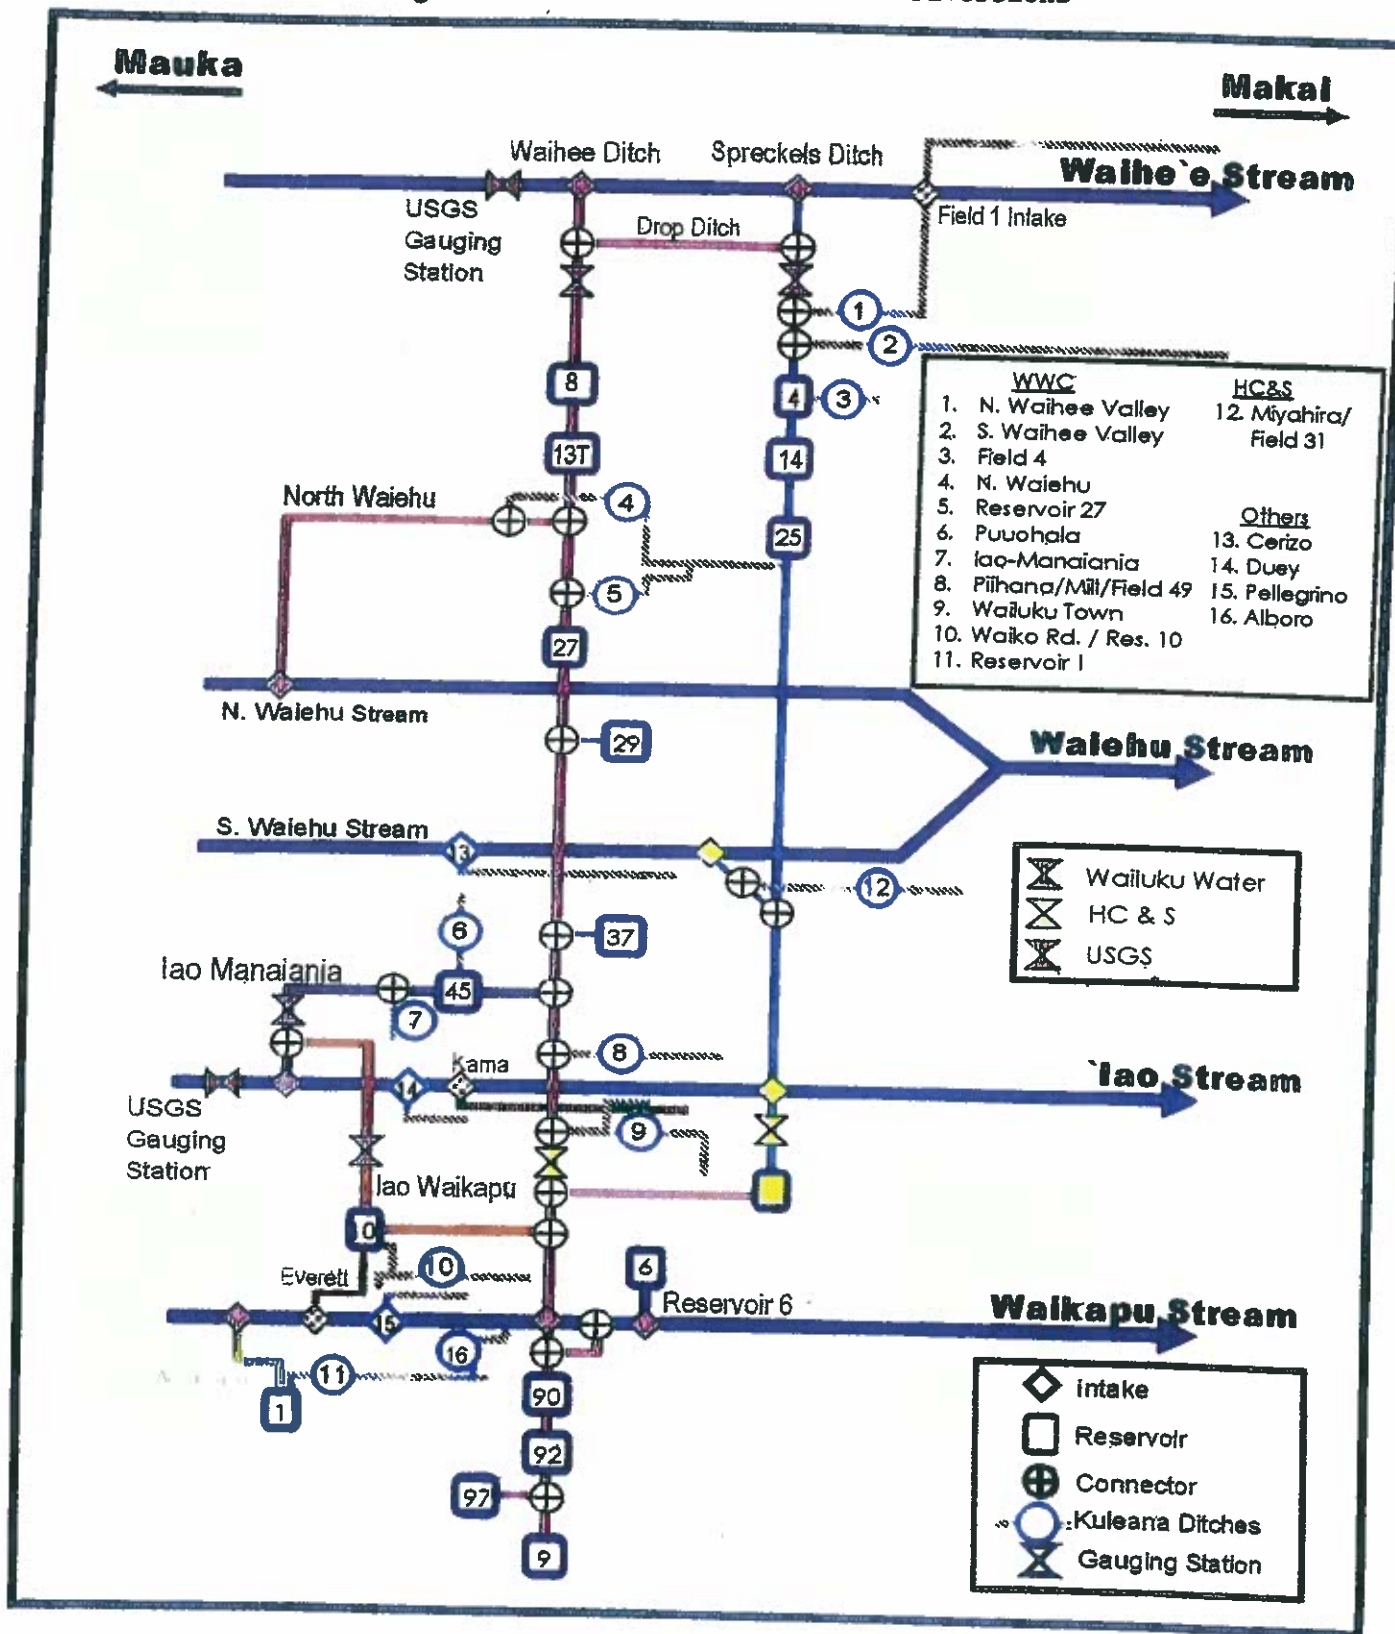 Mauka
Makai
Waihee Ditch
Spreckels Ditch
Waihe`e Stream
USGS
Gauging
Station
Drop Ditch
Field 1 Intake
1
2
8
4
3
13T
14
North Waiehu
4
25
5
27
WWC
1. N. Waihee Valley
2. S. Waihee Valley
3. Field 4
4. N. Waiehu
5. Reservoir 27
6. Puuohala
7. Iao-Manaiania
8. Piihana/Mill/Field 49
9. Wailuku Town
10. Waiko Rd. / Res. 10
11. Reservoir 1
HC&S
12. Miyahira/
Field 31
Others
13. Cerizo
14. Duey
15. Pellegrino
16. Alboro
N. Waiehu Stream
29
Waiehu Stream
S. Waiehu Stream
13
12
Wailuku Water
HC & S
USGS
6
37
Iao Manaiania
45
7
8
Kama
14
`Iao Stream
USGS
Gauging
Station
9
Iao Waikapu
10
10
6
Everett
Reservoir 6
Waikapu Stream
15
16
11
1
90
92
97
9
Intake
Reservoir
Connector
Kuleana Ditches
Gauging Station